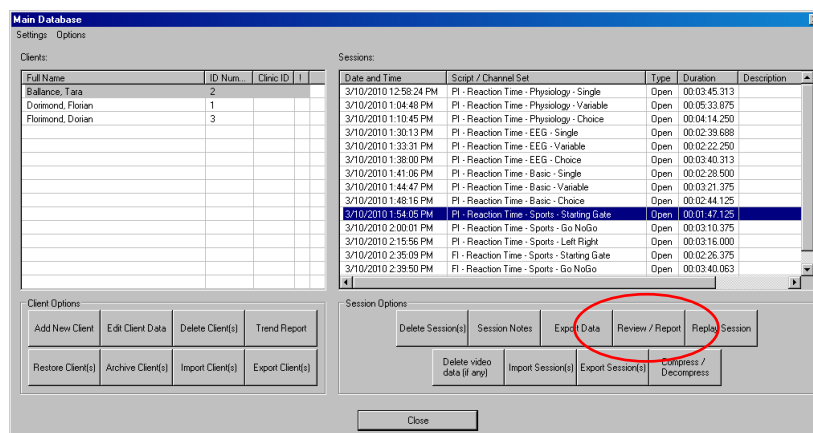 Main Database
Settings Options
Clients:
Full Name ID Num... Clinic ID !
Ballance, Tara 2
Dorimond, Florian 1
Florimond, Dorian 3
Sessions:
Date and Time Script / Channel Set Type Duration Description
3/10/2010 12:58:24 PM PI - Reaction Time - Physiology - Single Open 00:03:45.313
3/10/2010 1:04:48 PM PI - Reaction Time - Physiology - Variable Open 00:05:33.875
3/10/2010 1:10:45 PM PI - Reaction Time - Physiology - Choice Open 00:04:14.250
3/10/2010 1:30:13 PM PI - Reaction Time - EEG - Single Open 00:02:39.688
3/10/2010 1:33:31 PM PI - Reaction Time - EEG - Variable Open 00:02:22.250
3/10/2010 1:38:00 PM PI - Reaction Time - EEG - Choice Open 00:03:40.313
3/10/2010 1:41:06 PM PI - Reaction Time - Basic - Single Open 00:02:28.500
3/10/2010 1:44:47 PM PI - Reaction Time - Basic - Variable Open 00:03:21.375
3/10/2010 1:48:16 PM PI - Reaction Time - Basic - Choice Open 00:02:44.125
3/10/2010 1:54:05 PM PI - Reaction Time - Sports - Starting Gate Open 00:01:47.125
3/10/2010 2:00:01 PM PI - Reaction Time - Sports - Go NoGo Open 00:03:10.375
3/10/2010 2:15:56 PM PI - Reaction Time - Sports - Left Right Open 00:03:16.000
3/10/2010 2:35:09 PM FI - Reaction Time - Sports - Starting Gate Open 00:02:26.375
3/10/2010 2:39:50 PM FI - Reaction Time - Sports - Go NoGo Open 00:03:40.063
Client Options
Add New Client Edit Client Data Delete Client(s) Trend Report
Restore Client(s) Archive Client(s) Import Client(s) Export Client(s)
Session Options
Delete Session(s) Session Notes Export Data Review / Report Replay Session
Delete video
data (if any)
Import Session(s) Export Session(s)
Compress /
Decompress
Close